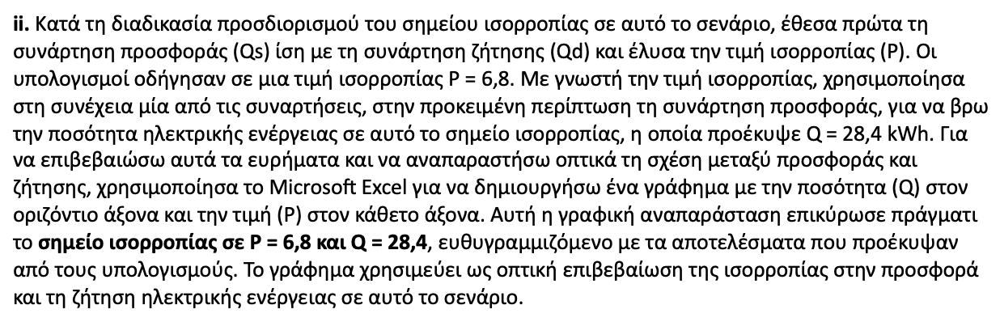 ii. Κατά τη διαδικασία προσδιορισμού του σημείου ισορροπίας σε αυτό το σενάριο, έθεσα πρώτα τη
συνάρτηση προσφοράς (Qs) ίση με τη συνάρτηση ζήτησης (Qd) και έλυσα την τιμή ισορροπίας (P). Οι
υπολογισμοί οδήγησαν σε μια τιμή ισορροπίας P = 6,8. Με γνωστή την τιμή ισορροπίας, χρησιμοποίησα
στη συνέχεια μία από τις συναρτήσεις, στην προκειμένη περίπτωση τη συνάρτηση προσφοράς, για να βρω
την ποσότητα ηλεκτρικής ενέργειας σε αυτό το σημείο ισορροπίας, η οποία προέκυψε Q = 28,4 kWh. Για
να επιβεβαιώσω αυτά τα ευρήματα και να αναπαραστήσω οπτικά τη σχέση μεταξύ προσφοράς και
ζήτησης, χρησιμοποίησα το Microsoft Excel για να δημιουργήσω ένα γράφημα με την ποσότητα (Q) στον
οριζόντιο άξονα και την τιμή (P) στον κάθετο άξονα. Αυτή η γραφική αναπαράσταση επικύρωσε πράγματι
το σημείο ισορροπίας σε P = 6,8 και Q = 28,4, ευθυγραμμιζόμενο με τα αποτελέσματα που προέκυψαν
από τους υπολογισμούς. Το γράφημα χρησιμεύει ως οπτική επιβεβαίωση της ισορροπίας στην προσφορά
και τη ζήτηση ηλεκτρικής ενέργειας σε αυτό το σενάριο.